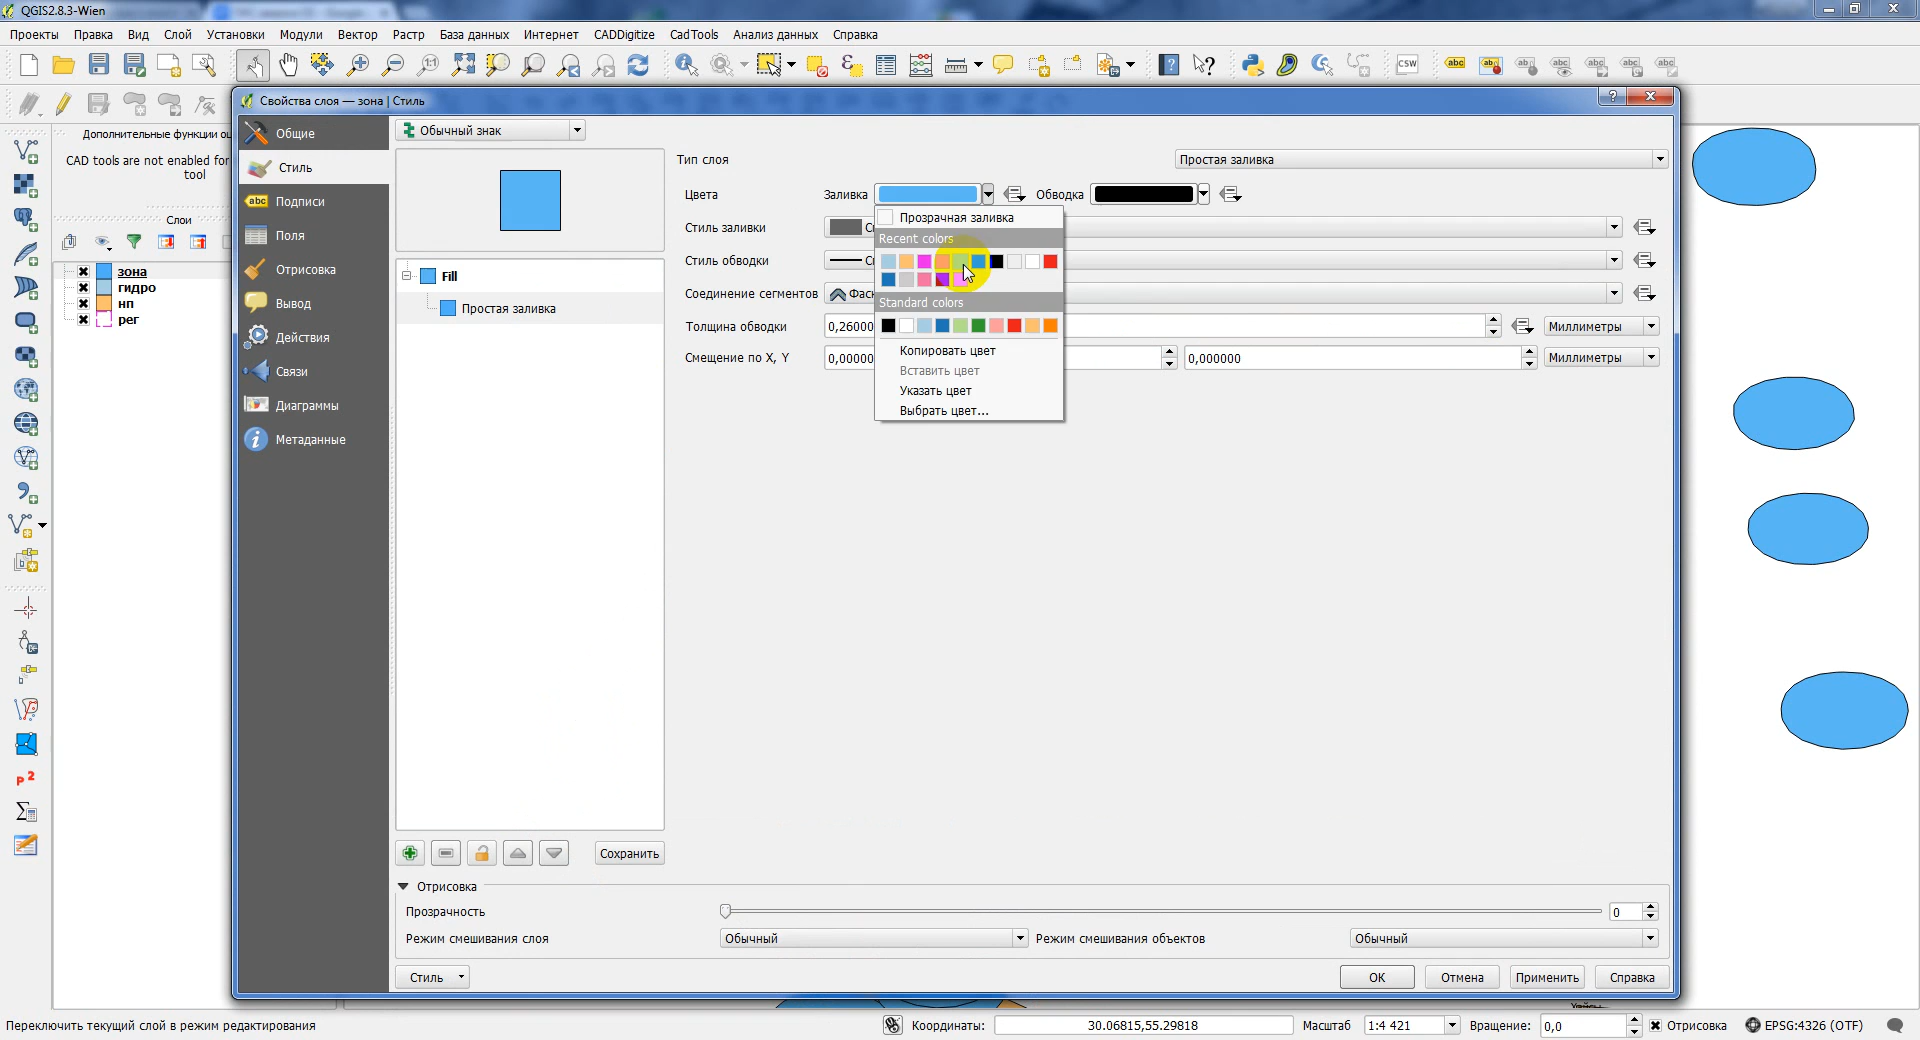 QGIS2.8.3-Wien
Проекты Правка Вид Слой Установки Модули Вектор Растр База данных Интернет CADDigitize CadTools Анализ данных Справка
CSW abc abc
Свойства слоя — зона | Стиль
Дополнительные функции
CAD tools are not enabled for
tool
Слои
зона
гидро
нп
рег
Общие
Стиль
abc Подписи
Поля
Отрисовка
Вывод
Действия
Связи
Диаграммы
Метаданные
Обычный знак
Fill
Простая заливка
Сохранить
Тип слоя Простая заливка
Цвета Заливка Обводка
Стиль заливки
Стиль обводки
Соединение сегментов
Толщина обводки 0,26000 Миллиметры
Смещение по X, Y 0,00000 0,000000 Миллиметры
Прозрачная заливка
Recent colors
Standard colors
Копировать цвет
Вставить цвет
Указать цвет
Выбрать цвет...
Отрисовка
Прозрачность 0
Режим смешивания слоя Обычный Режим смешивания объектов Обычный
Стиль OK Отмена Применить Справка
Переключить текущий слой в режим редактирования Координаты: 30.06815,55.29818 Масштаб 1:4 421 Вращение: 0,0 Отрисовка EPSG:4326 (OTF)